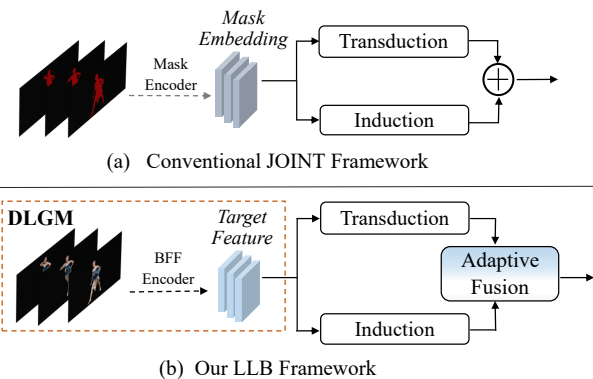 Mask
Embedding
Transduction
Mask
Encoder
Induction
(a) Conventional JOINT Framework
DLGM
Target
Feature
Transduction
BFF
Encoder
Adaptive
Fusion
Induction
(b) Our LLB Framework